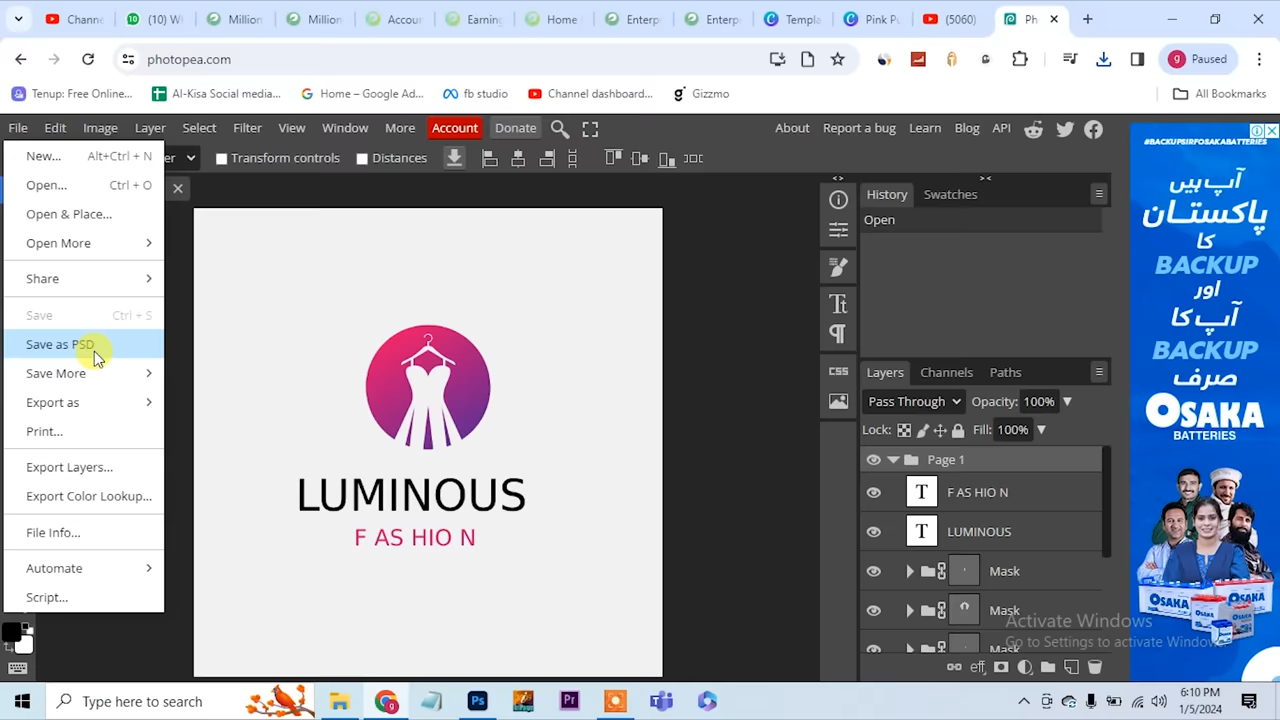 Channe
(10) W
Million
Million
Accou
Earnin
Home
Enterp
Enterp
Templa
Pink Pu
(5060)
Ph
photopea.com
g Paused
Tenup: Free Online...
AI-Kisa Social media...
Home – Google Ad...
fb studio
Channel dashboard...
Gizzmo
All Bookmarks
File Edit Image Layer Select Filter View Window More Account Donate
About Report a bug Learn Blog API
Transform controls
Distances
New... Alt+Ctrl + N
Open... Ctrl + O
Open & Place...
Open More
Share
Save Ctrl + S
Save as PSD
Save More
Export as
Print...
Export Layers...
Export Color Lookup...
File Info...
Automate
Script...
LUMINOUS
F AS HIO N
History Swatches
Open
CSS
Layers Channels Paths
Pass Through Opacity: 100%
Lock: Fill: 100%
Page 1
T F AS HIO N
T LUMINOUS
Mask
Mask
Mask
eff
#BACKUPSIRFOSAKABATTERIES
آپ ہیں
پاکستان
کا
BACKUP
اور
آپ کا
BACKUP
صرف
OSAKA
BATTERIES
Activate Windows
Go to Settings to activate Windows.
Type here to search
6:10 PM
1/5/2024